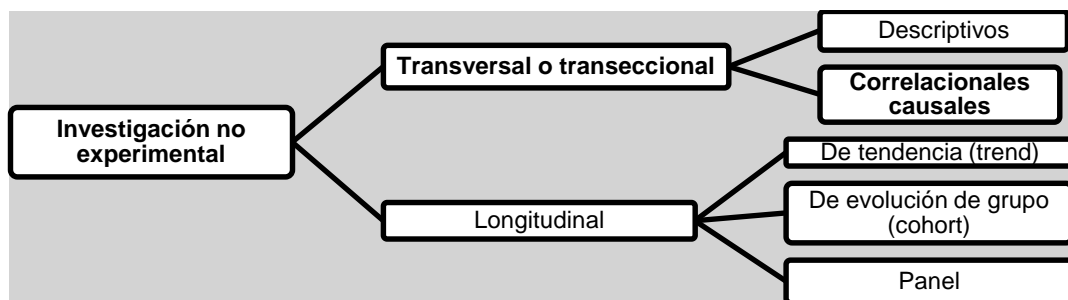 Descriptivos
Transversal o transeccional
Correlacionales
causales
Investigación no
experimental
De tendencia (trend)
Longitudinal
De evolución de grupo
(cohort)
Panel